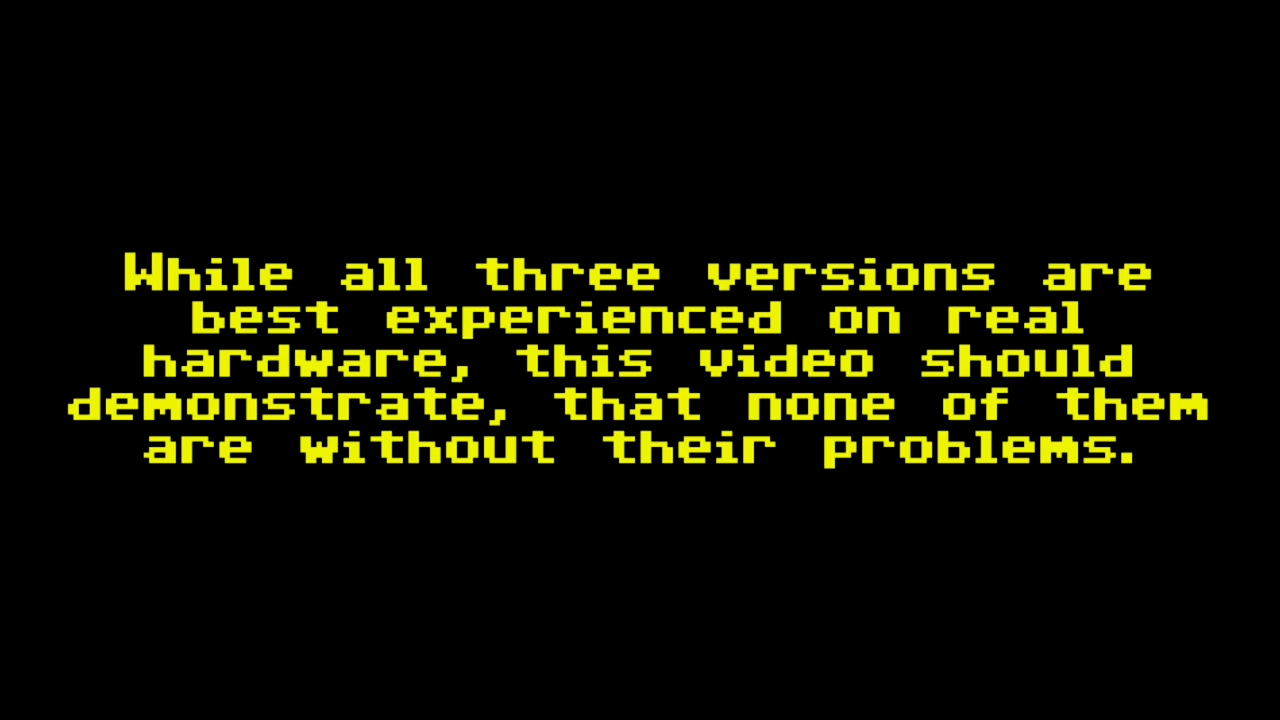 While all three versions are
best experienced on real
hardware, this video should
demonstrate, that none of them
are without their problems.